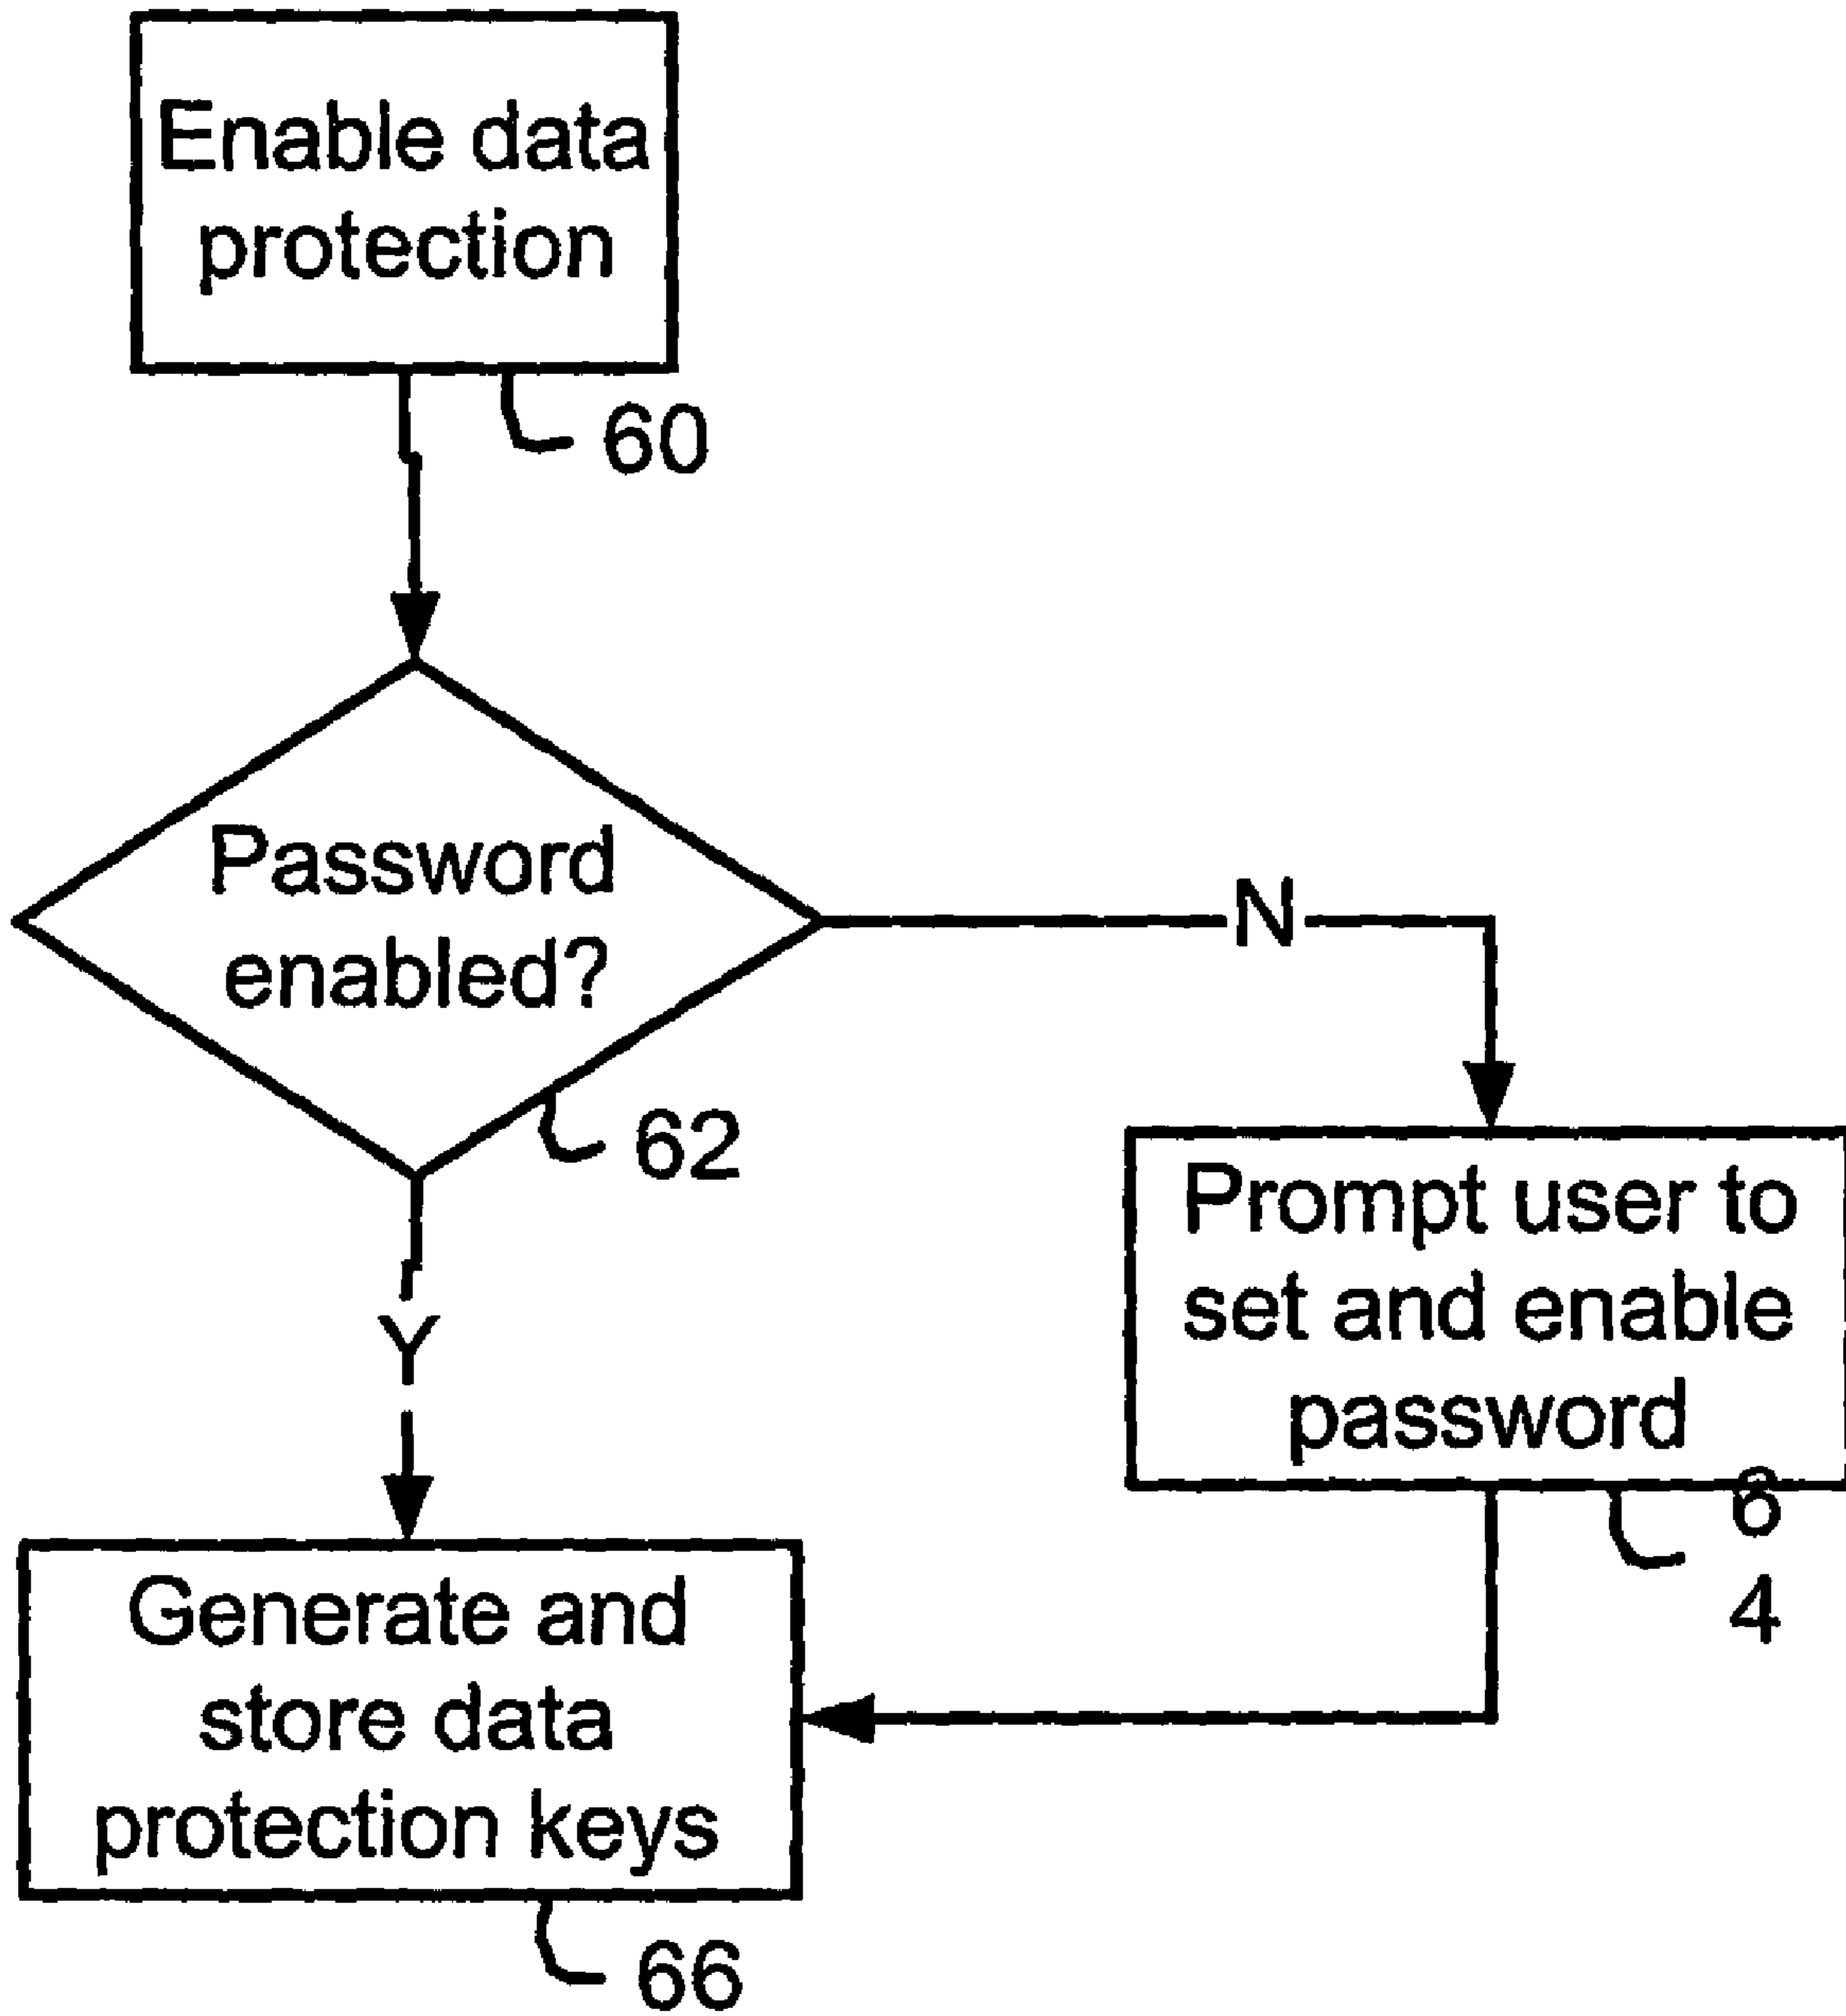 Enable data
protection
60
Password
enabled?
N
62
Prompt user to
set and enable
password
Y
6
4
Generate and
store data
protection keys
66